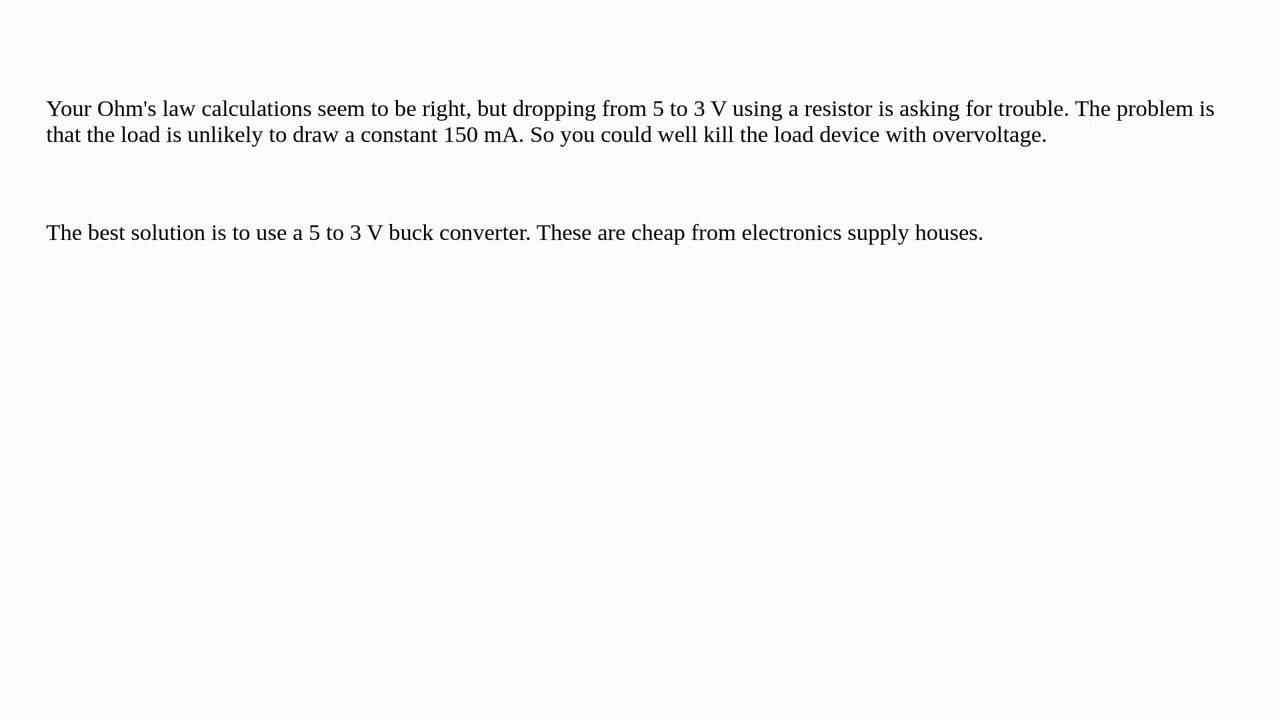 Your Ohm's law calculations seem to be right, but dropping from 5 to 3 V using a resistor is asking for trouble. The problem is
that the load is unlikely to draw a constant 150 mA. So you could well kill the load device with overvoltage.
The best solution is to use a 5 to 3 V buck converter. These are cheap from electronics supply houses.